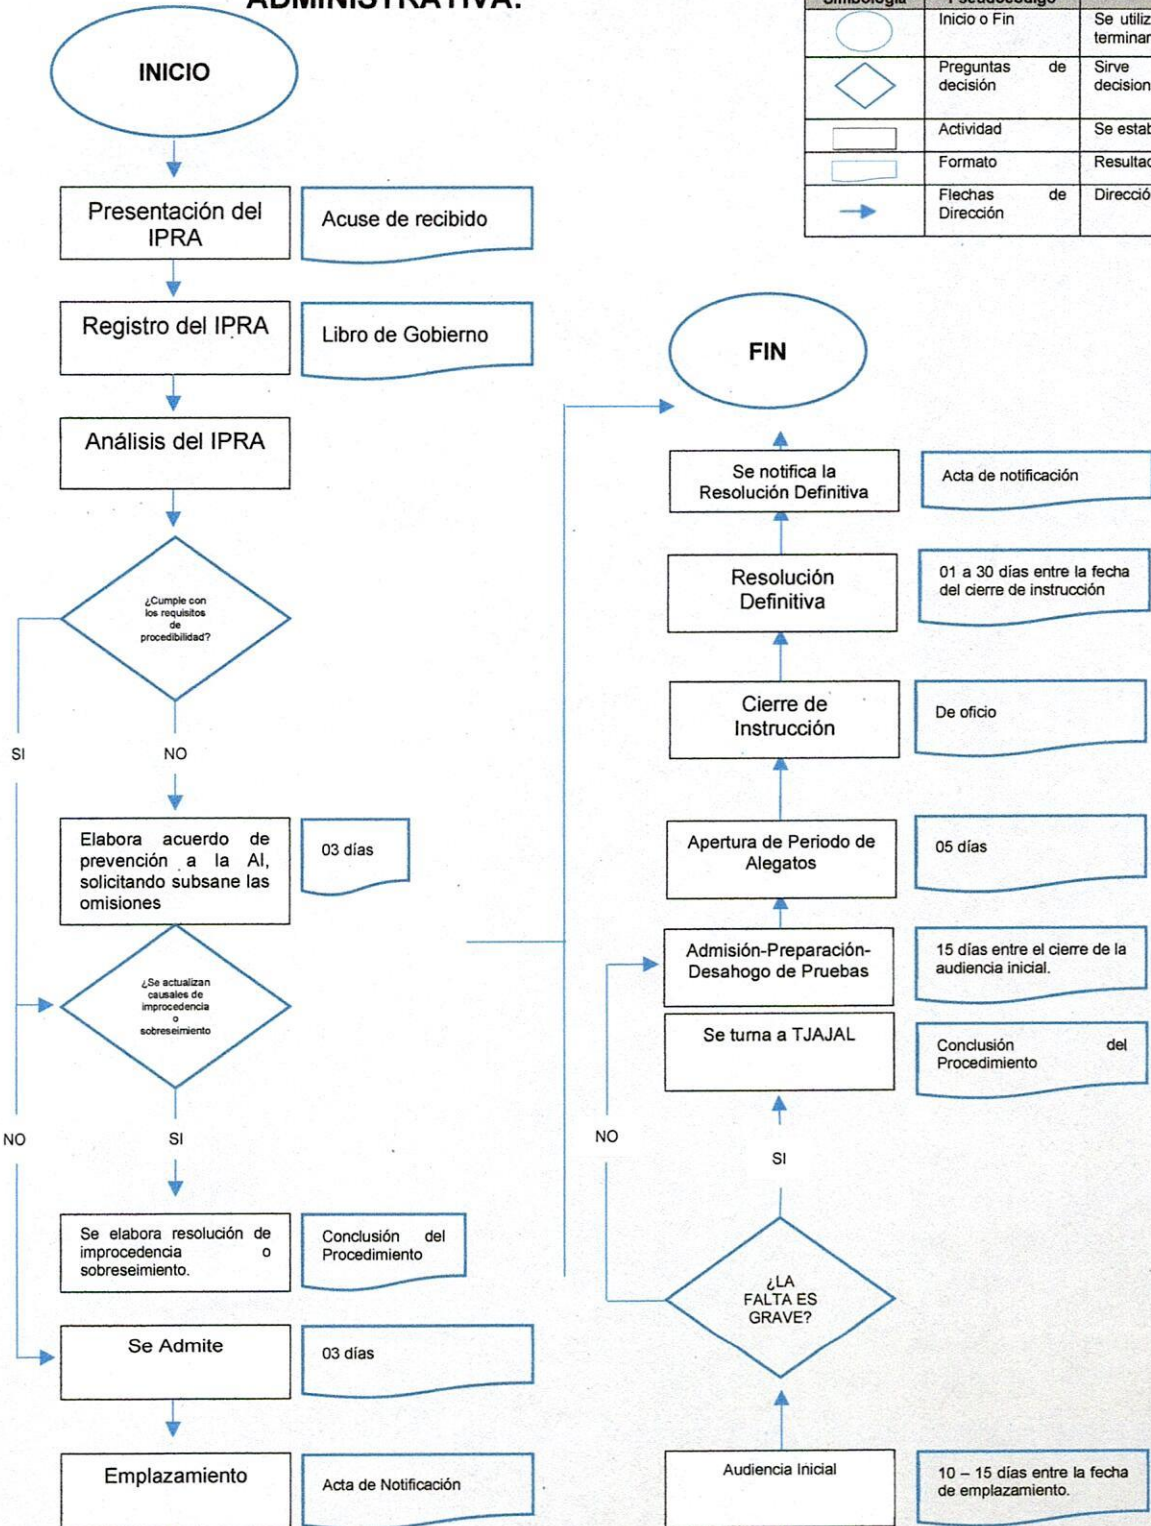 ADMINISTRATIVA.
INICIO
Presentación del
IPRA
Acuse de recibido
Registro del IPRA
Libro de Gobierno
Análisis del IPRA
¿Cumple con
los requisitos
de
procedibilidad?
SI
NO
Elabora acuerdo de
prevención a la AI,
solicitando subsane las
omisiones
03 días
¿Se actualizan
causales de
improcedencia
o
sobreseimiento
NO
SI
Se elabora resolución de
improcedencia o
sobreseimiento.
Conclusión del
Procedimiento
Se Admite
03 días
Emplazamiento
Acta de Notificación
Simbología Pseudocódigo
Inicio o Fin
Se utiliz
terminar
Preguntas de
decisión
Sirve
decision
Actividad
Se estab
Formato
Resultad
Flechas de
Dirección
Direcció
FIN
Se notifica la
Resolución Definitiva
Acta de notificación
Resolución
Definitiva
01 a 30 días entre la fecha
del cierre de instrucción
Cierre de
Instrucción
De oficio
Apertura de Periodo de
Alegatos
05 días
Admisión-Preparación-
Desahogo de Pruebas
15 días entre el cierre de la
audiencia inicial.
Se turna a TJAJAL
Conclusión del
Procedimiento
NO
SI
¿LA
FALTA ES
GRAVE?
Audiencia Inicial
10 – 15 días entre la fecha
de emplazamiento.